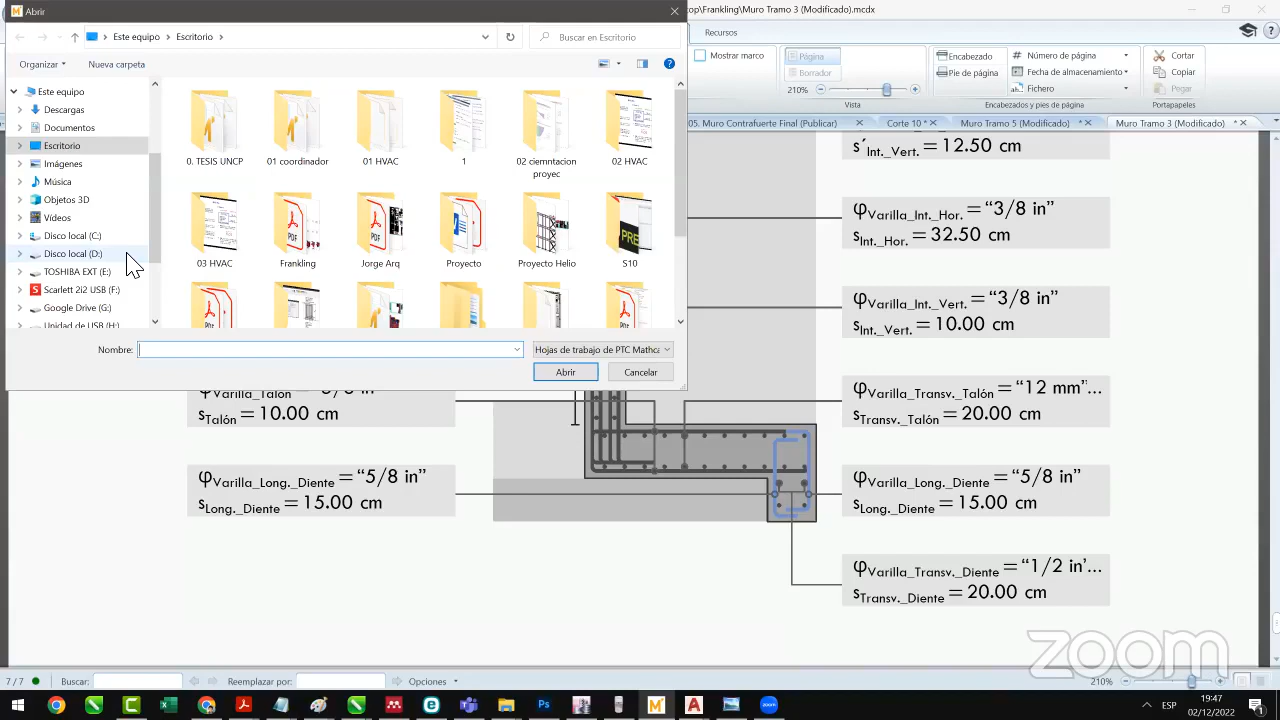 Abrir
top\Frankling\Muro Tramo 3 (Modificado).mcdx
Este equipo
Escritorio
Buscar en Escritorio
Recursos
Organizar
Nueva carpeta
Mostrar marco
Página
Borrador
210%
Vista
Encabezado
Pie de página
Número de página
Fecha de almacenamiento
Fichero
Encabezados y pies de página
Cortar
Copiar
Pegar
Portapapeles
05. Muro Contrafuerte Final (Publicar)
Corte 10 *
Muro Tramo 5 (Modificado) *
Muro Tramo 3 (Modificado) *
Este equipo
Descargas
Documentos
Escritorio
Imágenes
Música
Objetos 3D
Vídeos
Disco local (C:)
Disco local (D:)
TOSHIBA EXT (E:)
Scarlett 2i2 USB (F:)
Google Drive (G:)
Unidad de USB (H:)
0. TESIS UNCP
01 coordinador
01 HVAC
1
02 ciemntacion proyec
02 HVAC
03 HVAC
Frankling
Jorge Arq
Proyecto
Proyecto Helio
S10
Nombre:
Hojas de trabajo de PTC Mathca
Abrir
Cancelar
s´Int._Vert. = 12.50 cm
φVarilla_Int._Hor. = “3/8 in”
sInt._Hor. = 32.50 cm
φVarilla_Int._Vert. = “3/8 in”
sInt._Vert. = 10.00 cm
φVarilla_Transv._Talón = “12 mm”...
sTransv._Talón = 20.00 cm
φVarilla_Long._Diente = “5/8 in”
sLong._Diente = 15.00 cm
φVarilla_Transv._Diente = “1/2 in”...
sTransv._Diente = 20.00 cm
sTalón = 10.00 cm
φVarilla_Long._Diente = “5/8 in”
sLong._Diente = 15.00 cm
zoom
7 / 7
Buscar:
Reemplazar por:
Opciones
210%
ESP
19:47
02/12/2022